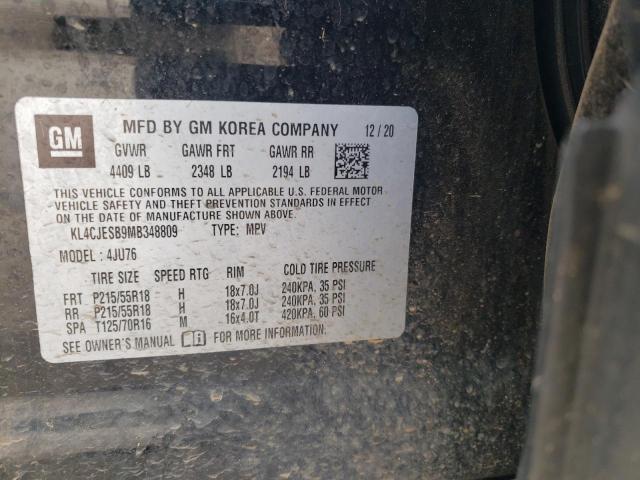 GM MFD BY GM KOREA COMPANY 12/20
GVWR GAWR FRT GAWR RR
4409 LB 2348 LB 2194 LB
THIS VEHICLE CONFORMS TO ALL APPLICABLE U.S. FEDERAL MOTOR
VEHICLE SAFETY AND THEFT PREVENTION STANDARDS IN EFFECT
ON THE DATE OF MANUFACTURE SHOWN ABOVE.
KL4CJESB9MB348809 TYPE: MPV
MODEL: 4JU76
TIRE SIZE SPEED RTG RIM COLD TIRE PRESSURE
FRT P215/55R18 H 18x7.0J 240KPA, 35 PSI
RR P215/55R18 H 18x7.0J 240KPA, 35 PSI
SPA T125/70R16 M 16x4.0T 420KPA, 60 PSI
SEE OWNER'S MANUAL FOR MORE INFORMATION.